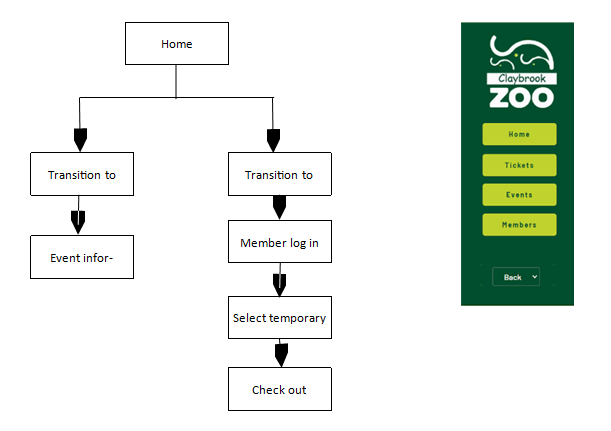 Home
Transition to
Transition to
Event infor-
Member log in
Select temporary
Check out
Claybrook
ZOO
Home
Tickets
Events
Members
Back